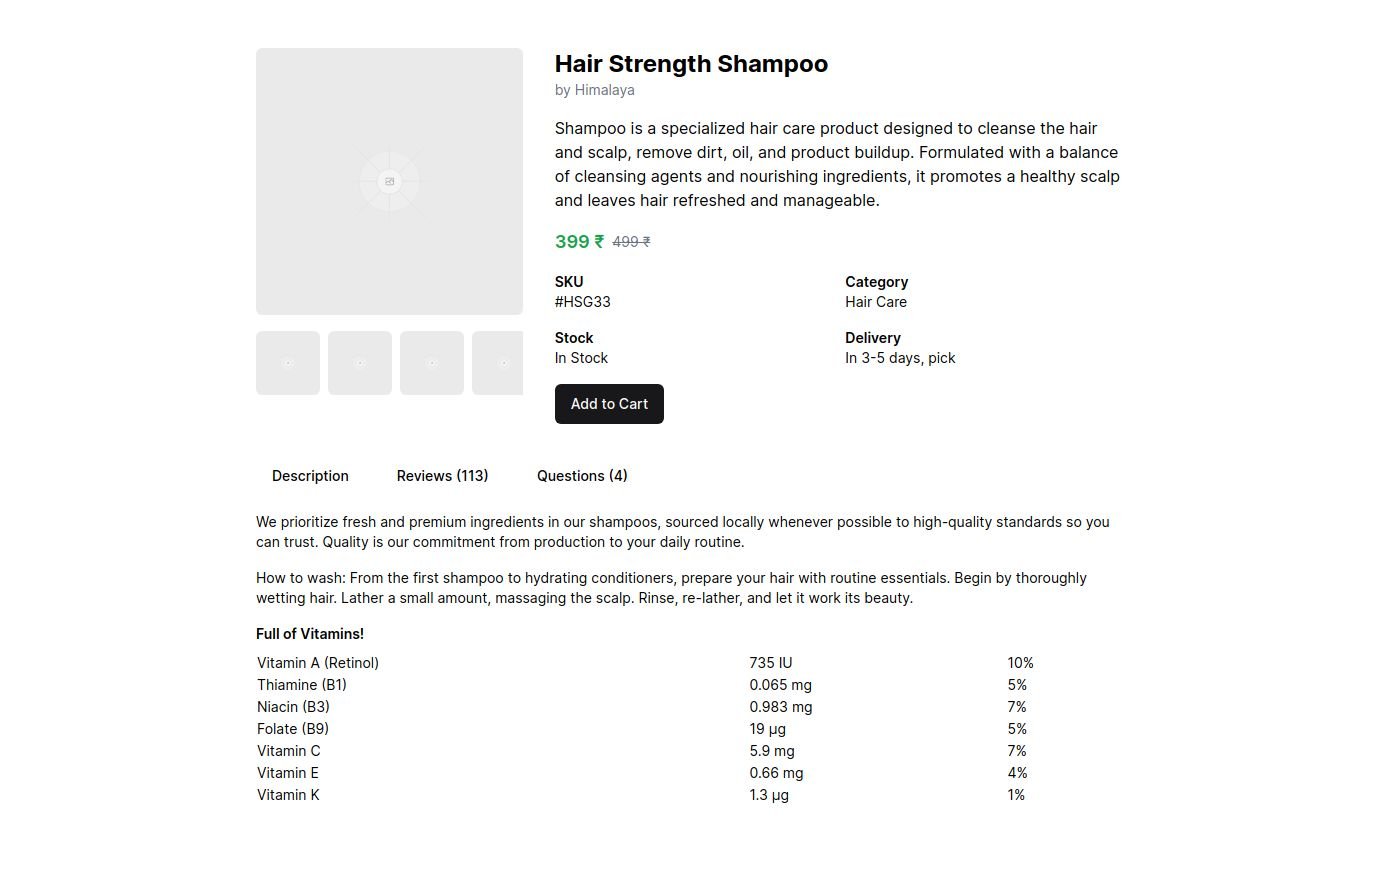 Hair Strength Shampoo
by Himalaya
Shampoo is a specialized hair care product designed to cleanse the hair
and scalp, remove dirt, oil, and product buildup. Formulated with a balance
of cleansing agents and nourishing ingredients, it promotes a healthy scalp
and leaves hair refreshed and manageable.
399 ₹ 499 ₹
SKU
#HSG33
Category
Hair Care
Stock
In Stock
Delivery
In 3-5 days, pick
Add to Cart
Description Reviews (113) Questions (4)
We prioritize fresh and premium ingredients in our shampoos, sourced locally whenever possible to high-quality standards so you
can trust. Quality is our commitment from production to your daily routine.
How to wash: From the first shampoo to hydrating conditioners, prepare your hair with routine essentials. Begin by thoroughly
wetting hair. Lather a small amount, massaging the scalp. Rinse, re-lather, and let it work its beauty.
Full of Vitamins!
Vitamin A (Retinol) 735 IU 10%
Thiamine (B1) 0.065 mg 5%
Niacin (B3) 0.983 mg 7%
Folate (B9) 19 µg 5%
Vitamin C 5.9 mg 7%
Vitamin E 0.66 mg 4%
Vitamin K 1.3 µg 1%